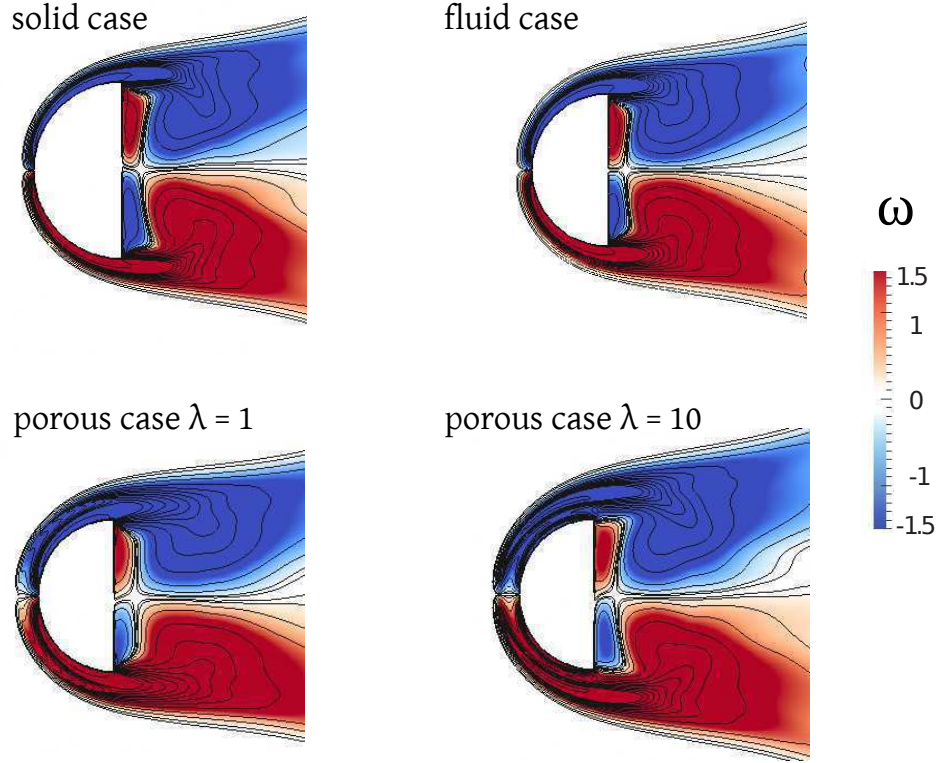 solid case
fluid case
ω
1.5
1
0
-1
-1.5
porous case λ = 1
porous case λ = 10